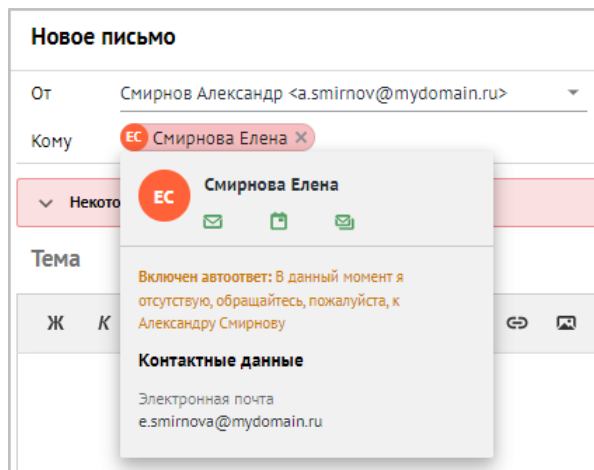 Новое письмо
От Смирнов Александр <a.smirnov@mydomain.ru>
Кому ЕС Смирнова Елена
ЕС Смирнова Елена
Некото
Тема
Включен автоответ: В данный момент я
отсутствую, обращайтесь, пожалуйста, к
Александру Смирнову
Ж К
Контактные данные
Электронная почта
e.smirnova@mydomain.ru